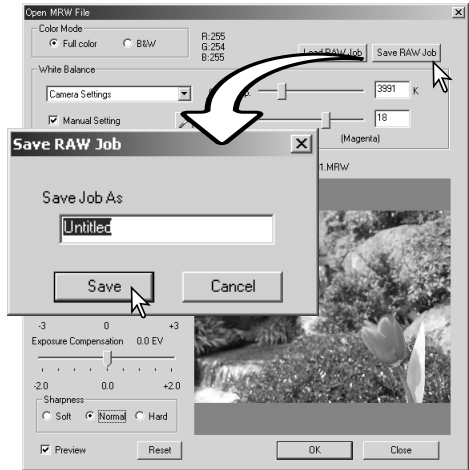 Open MRW File
Color Mode
Full color B&W
R:255
G:254
B:255
Load RAW Job Save RAW Job
White Balance
Camera Settings
3991 K
Manual Setting
18
(Magenta)
1.MRW
Save RAW Job
Save Job As
Untitled
Save Cancel
-3 0 +3
Exposure Compensation 0.0 EV
-2.0 0.0 +2.0
Sharpness
Soft Normal Hard
Preview Reset OK Close